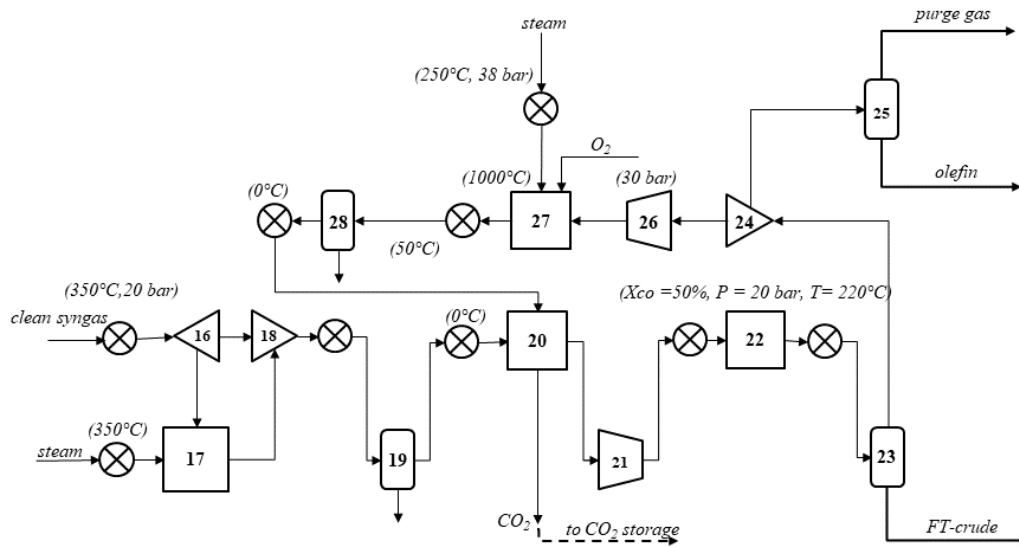 purge gas
steam
(250°C, 38 bar)
25
O2
(0°C)
(1000°C)
(30 bar)
olefin
28
27
26
24
(50°C)
(350°C,20 bar)
(Xco =50%, P = 20 bar, T= 220°C)
clean syngas
16
18
(0°C)
20
22
(350°C)
steam
17
19
21
23
CO2
to CO2 storage
FT-crude